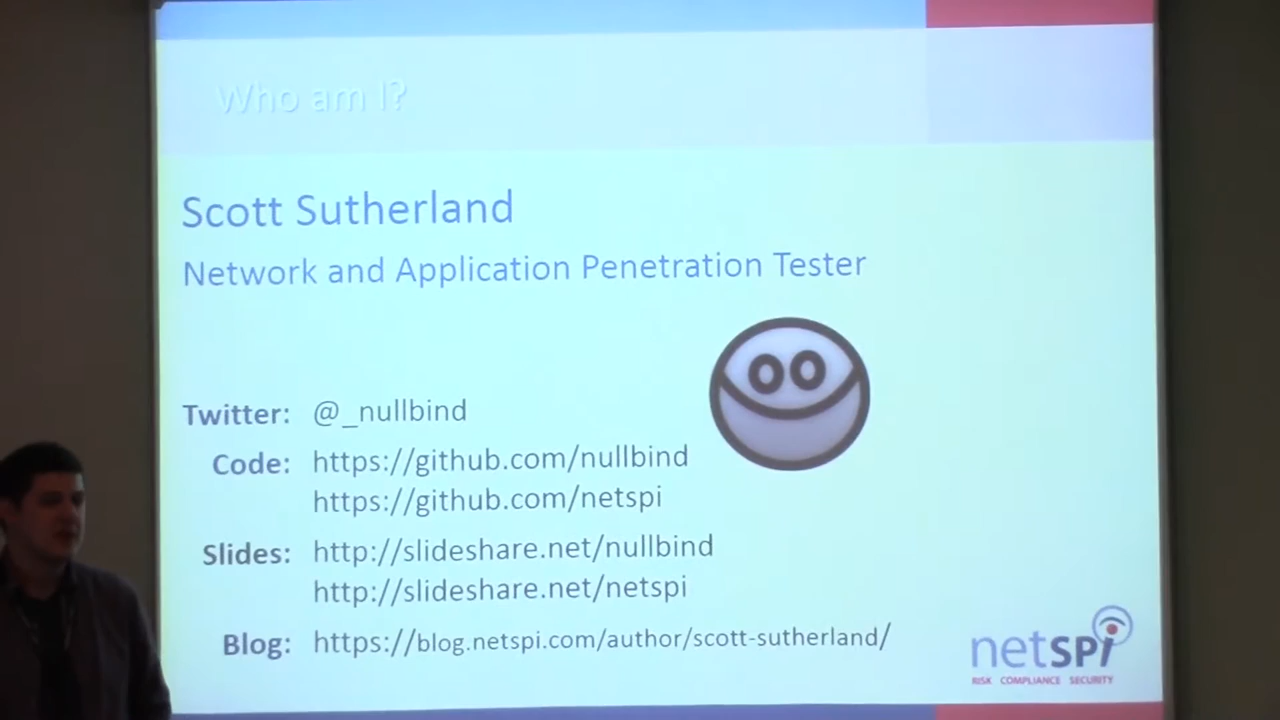 Who am I?
Scott Sutherland
Network and Application Penetration Tester
Twitter: @_nullbind
Code: https://github.com/nullbind
https://github.com/netspi
Slides: http://slideshare.net/nullbind
http://slideshare.net/netspi
Blog: https://blog.netspi.com/author/scott-sutherland/
netSPi
RISK COMPLIANCE SECURITY